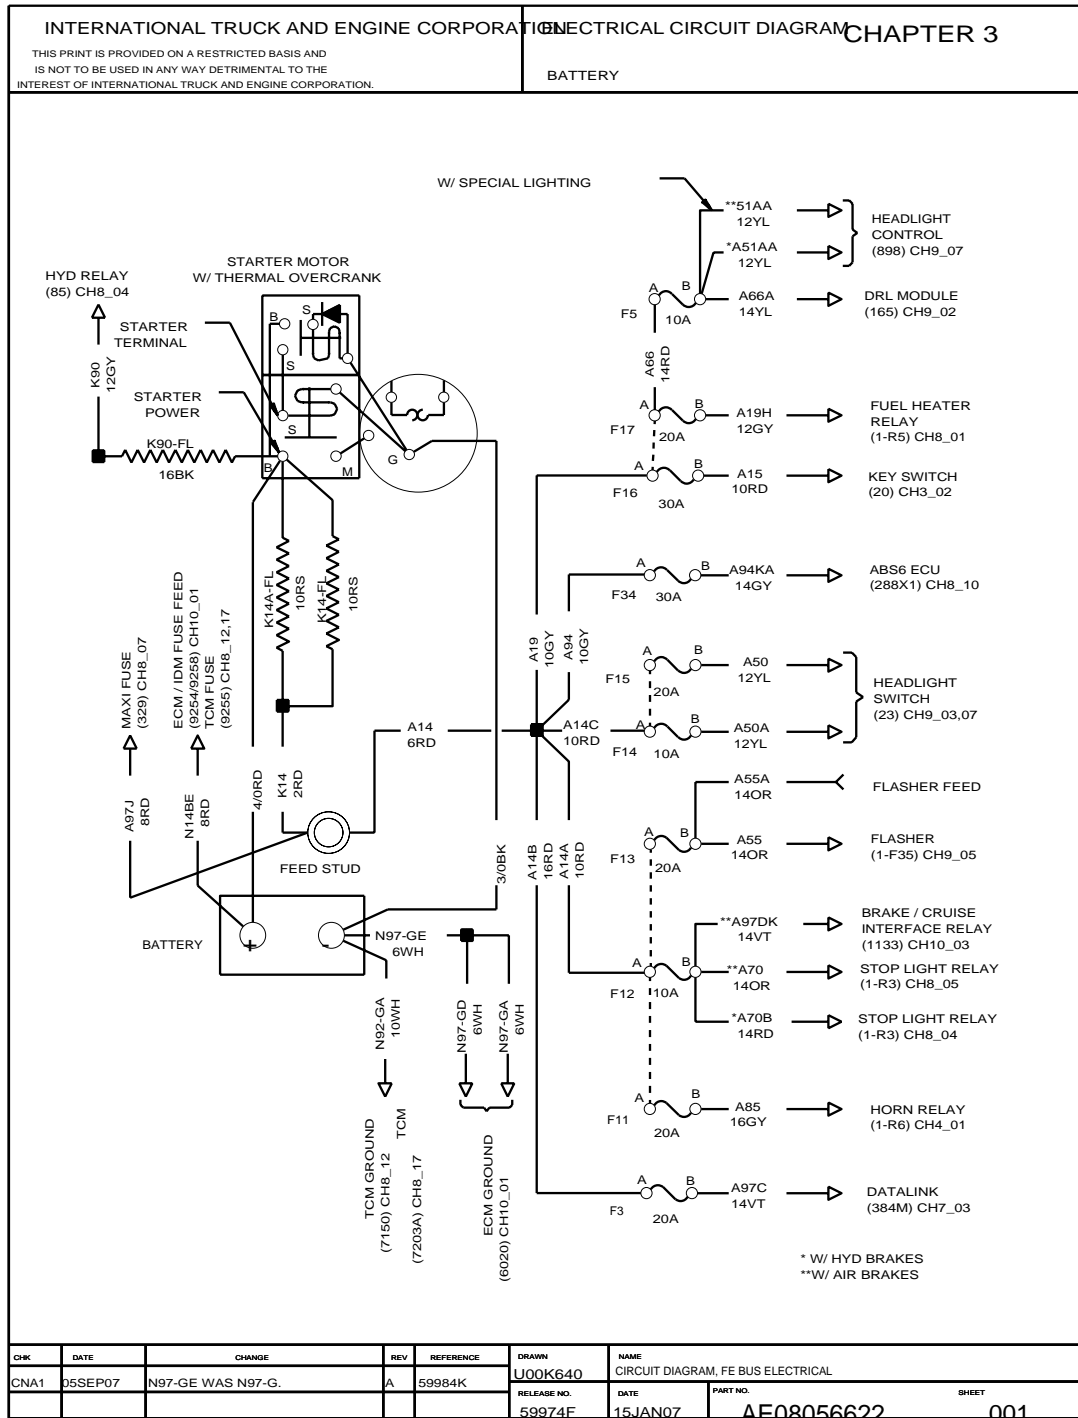 INTERNATIONAL TRUCK AND ENGINE CORPORATION
THIS PRINT IS PROVIDED ON A RESTRICTED BASIS AND
IS NOT TO BE USED IN ANY WAY DETRIMENTAL TO THE
INTEREST OF INTERNATIONAL TRUCK AND ENGINE CORPORATION.
ELECTRICAL CIRCUIT DIAGRAM
CHAPTER 3
BATTERY
W/ SPECIAL LIGHTING
**51AA
12YL
*A51AA
12YL
HEADLIGHT
CONTROL
(898) CH9_07
STARTER MOTOR
W/ THERMAL OVERCRANK
HYD RELAY
(85) CH8_04
STARTER
TERMINAL
STARTER
POWER
K90
12GY
K90-FL
16BK
B
S
S
S
B
M
G
A
B
F5
10A
A66A
14YL
DRL MODULE
(165) CH9_02
A66
14RD
A
B
F17
20A
A19H
12GY
FUEL HEATER
RELAY
(1-R5) CH8_01
A
B
F16
30A
A15
10RD
KEY SWITCH
(20) CH3_02
A
B
F34
30A
A94KA
14GY
ABS6 ECU
(288X1) CH8_10
K14A-FL
10RS
K14-FL
10RS
A19
10GY
A94
10GY
A
B
F15
20A
A50
12YL
HEADLIGHT
SWITCH
(23) CH9_03,07
MAXI FUSE
(329) CH8_07
ECM / IDM FUSE FEED
(9254/9258) CH10_01
TCM FUSE
(9255) CH8_12,17
A14
6RD
A14C
10RD
A
B
F14
10A
A50A
12YL
A97J
8RD
N14BE
8RD
4/0RD
K14
2RD
FEED STUD
3/0BK
A14B
16RD
A14A
10RD
A55A
14OR
FLASHER FEED
A
B
F13
20A
A55
14OR
FLASHER
(1-F35) CH9_05
BATTERY
+
-
N97-GE
6WH
**A97DK
14VT
BRAKE / CRUISE
INTERFACE RELAY
(1133) CH10_03
A
B
F12
10A
**A70
14OR
STOP LIGHT RELAY
(1-R3) CH8_05
*A70B
14RD
STOP LIGHT RELAY
(1-R3) CH8_04
N92-GA
10WH
N97-GD
6WH
N97-GA
6WH
A
B
F11
20A
A85
16GY
HORN RELAY
(1-R6) CH4_01
TCM GROUND
(7150) CH8_12
TCM
(7203A) CH8_17
ECM GROUND
(6020) CH10_01
A
B
F3
20A
A97C
14VT
DATALINK
(384M) CH7_03
* W/ HYD BRAKES
**W/ AIR BRAKES
CHK DATE CHANGE REV REFERENCE
CNA1 05SEP07 N97-GE WAS N97-G. A 59984K
DRAWN
U00K640
NAME
CIRCUIT DIAGRAM, FE BUS ELECTRICAL
RELEASE NO.
59974F
DATE
15JAN07
PART NO.
AE08056622
SHEET
001